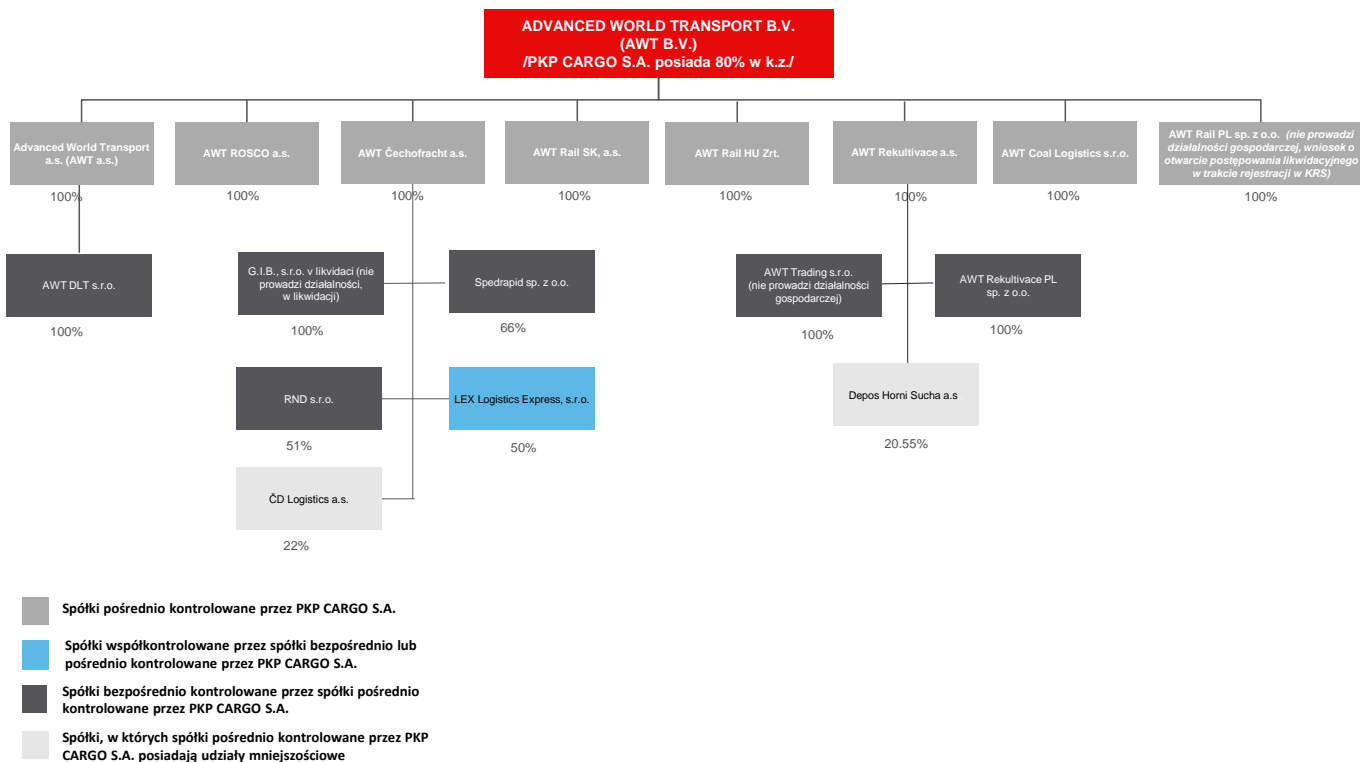 ADVANCED WORLD TRANSPORT B.V.
(AWT B.V.)
/PKP CARGO S.A. posiada 80% w k.z./
Advanced World Transport
a.s. (AWT a.s.)
100%
AWT ROSCO a.s.
100%
AWT Čechofracht a.s.
100%
AWT Rail SK, a.s.
100%
AWT Rail HU Zrt.
100%
AWT Rekultivace a.s.
100%
AWT Coal Logistics s.r.o.
100%
AWT Rail PL sp. z o.o. (nie prowadzi
działalności gospodarczej, wniosek o
otwarcie postępowania likwidacyjnego
w trakcie rejestracji w KRS)
100%
AWT DLT s.r.o.
100%
G.I.B., s.r.o. v likvidaci (nie
prowadzi działalności,
w likwidacji)
100%
Spedrapid sp. z o.o.
66%
AWT Trading s.r.o.
(nie prowadzi działalności
gospodarczej)
100%
AWT Rekultivace PL
sp. z o.o.
100%
RND s.r.o.
51%
LEX Logistics Express, s.r.o.
50%
Depos Horni Sucha a.s
20.55%
ČD Logistics a.s.
22%
Spółki pośrednio kontrolowane przez PKP CARGO S.A.
Spółki współkontrolowane przez spółki bezpośrednio lub
pośrednio kontrolowane przez PKP CARGO S.A.
Spółki bezpośrednio kontrolowane przez spółki pośrednio
kontrolowane przez PKP CARGO S.A.
Spółki, w których spółki pośrednio kontrolowane przez PKP
CARGO S.A. posiadają udziały mniejszościowe